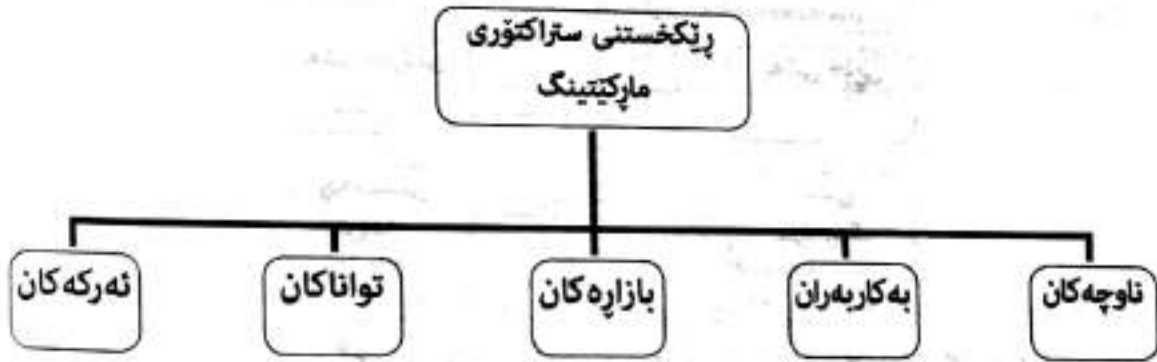 ڕێکخستنی ستراکتۆری
مارکێتینگ
ناوچەکان
بەکاربەران
بازاڕەکان
تواناکان
ئەرکەکان